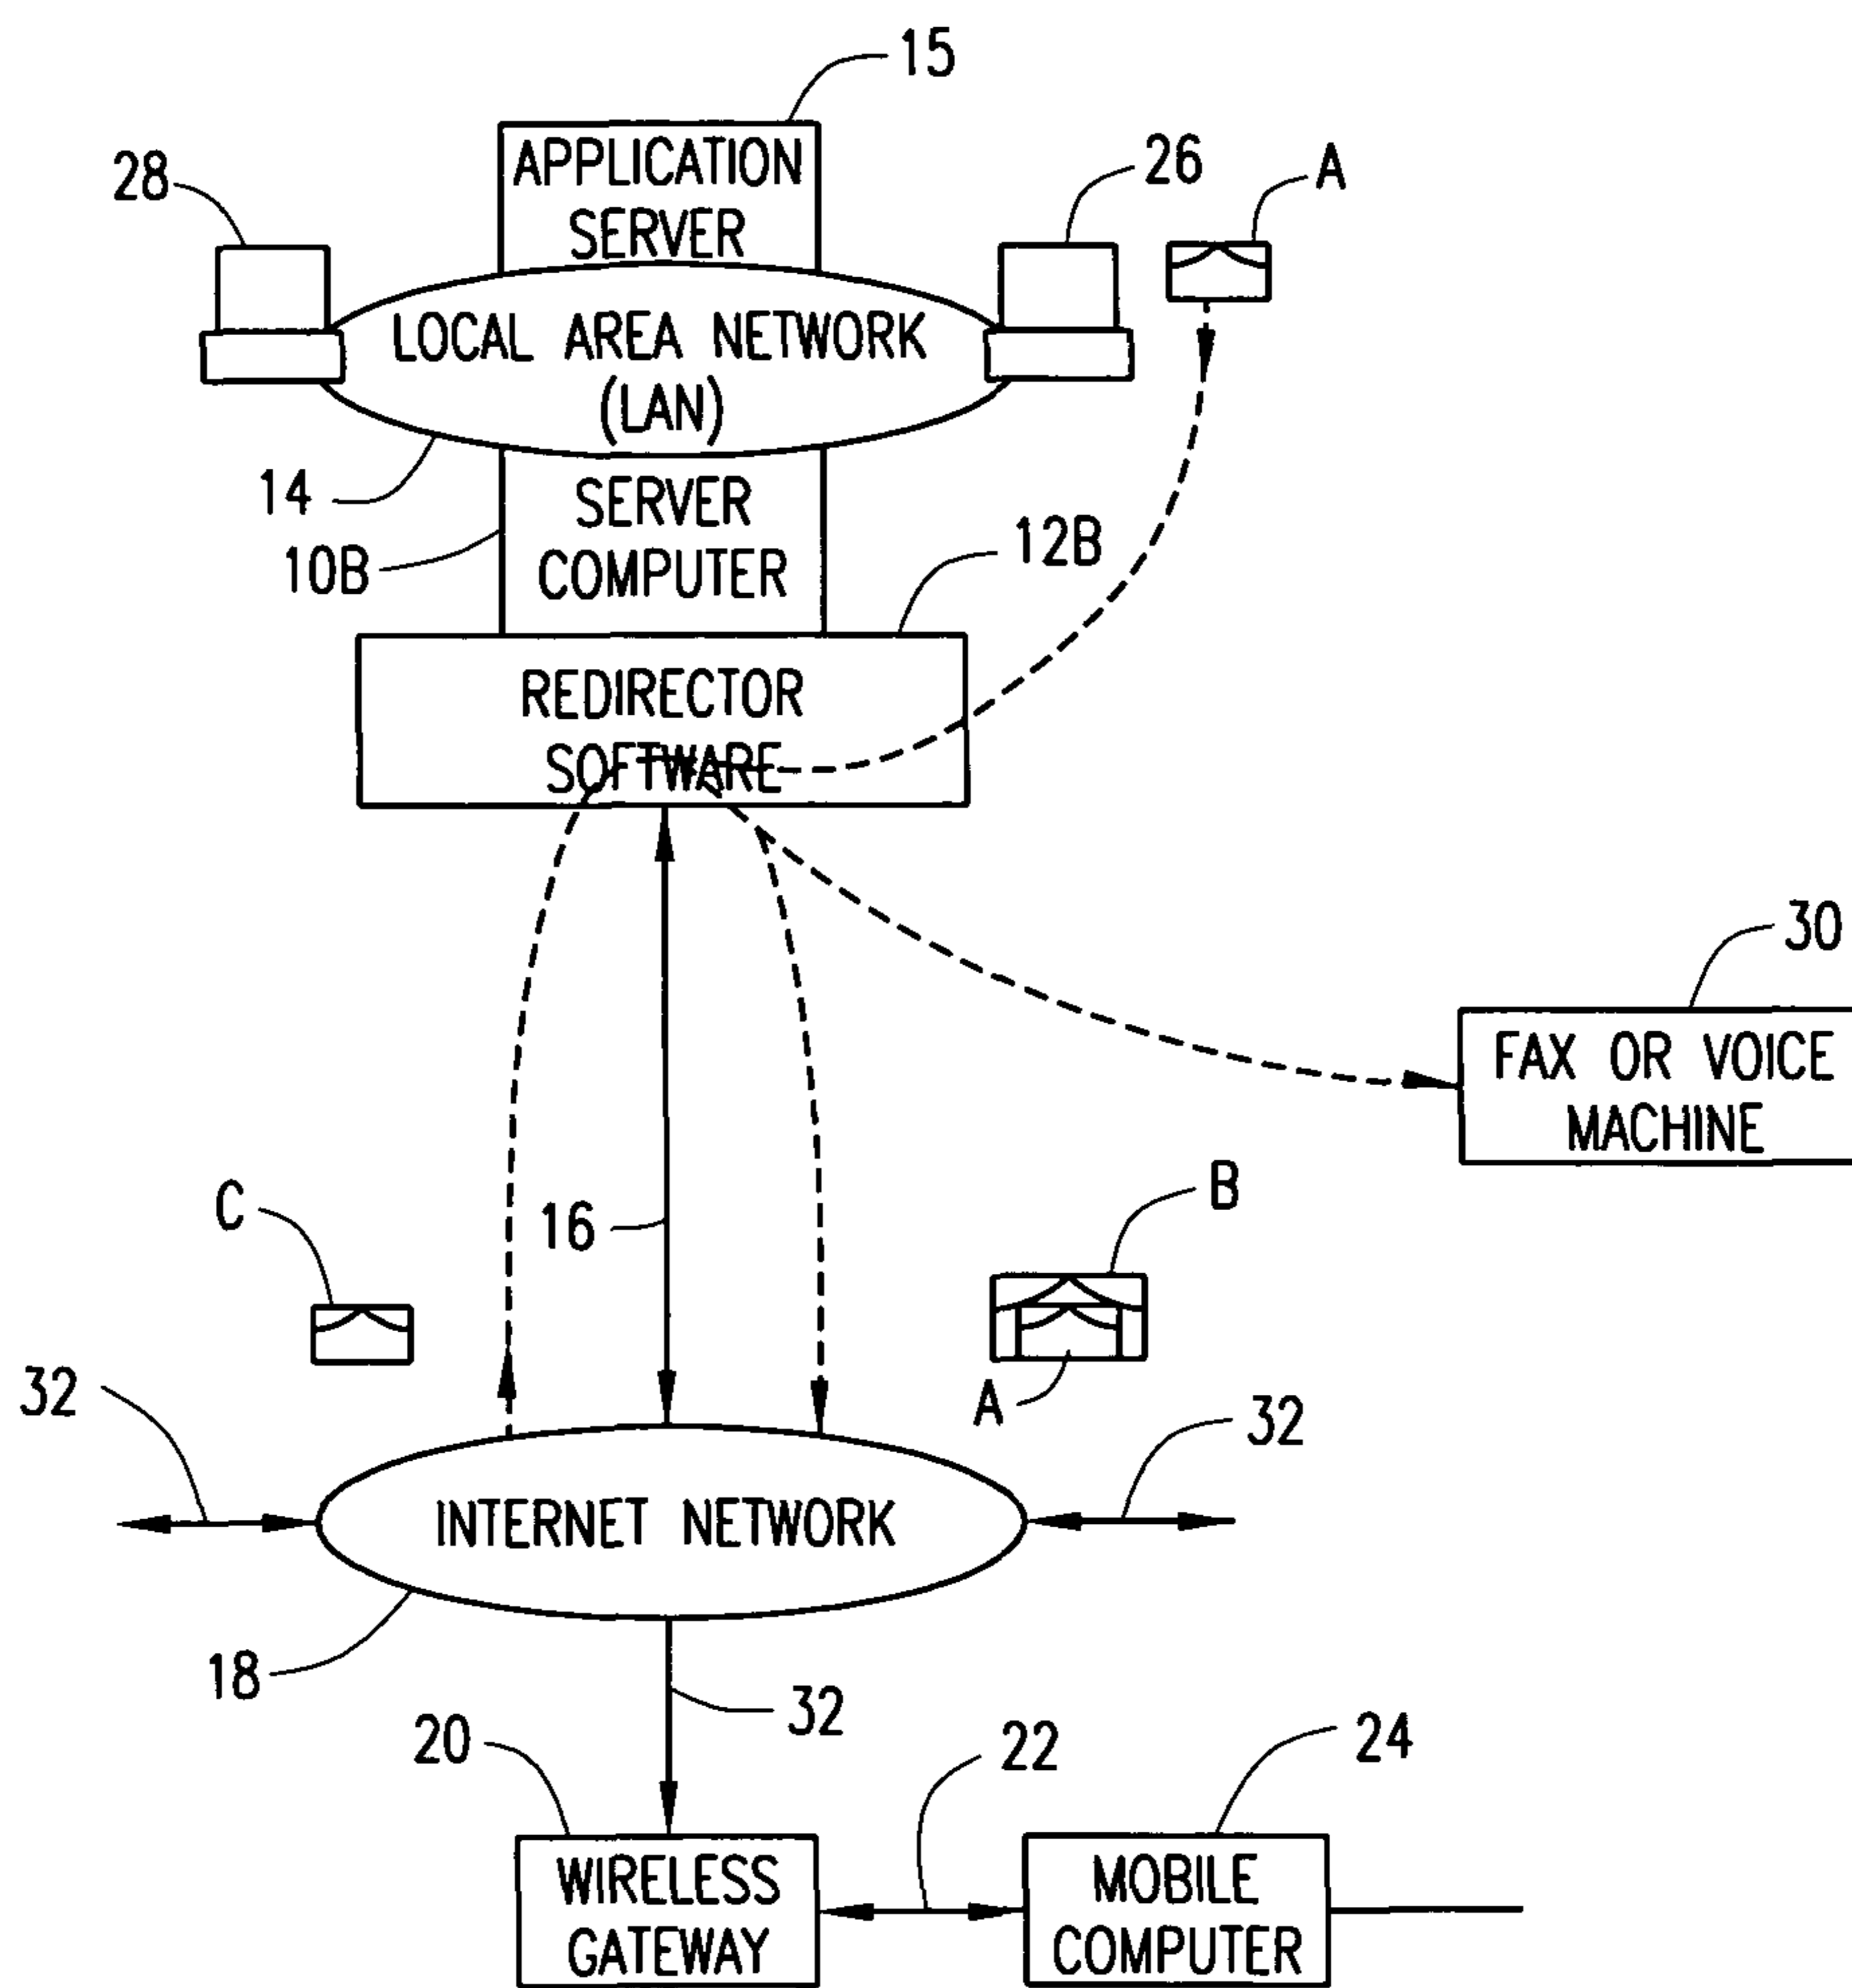 15
APPLICATION
SERVER
28
26
A
LOCAL AREA NETWORK
(LAN)
14
SERVER
COMPUTER
10B
12B
REDIRECTOR
SOFTWARE
30
FAX OR VOICE
MACHINE
C
16
B
A
32
32
INTERNET NETWORK
18
32
20
22
24
WIRELESS
GATEWAY
MOBILE
COMPUTER